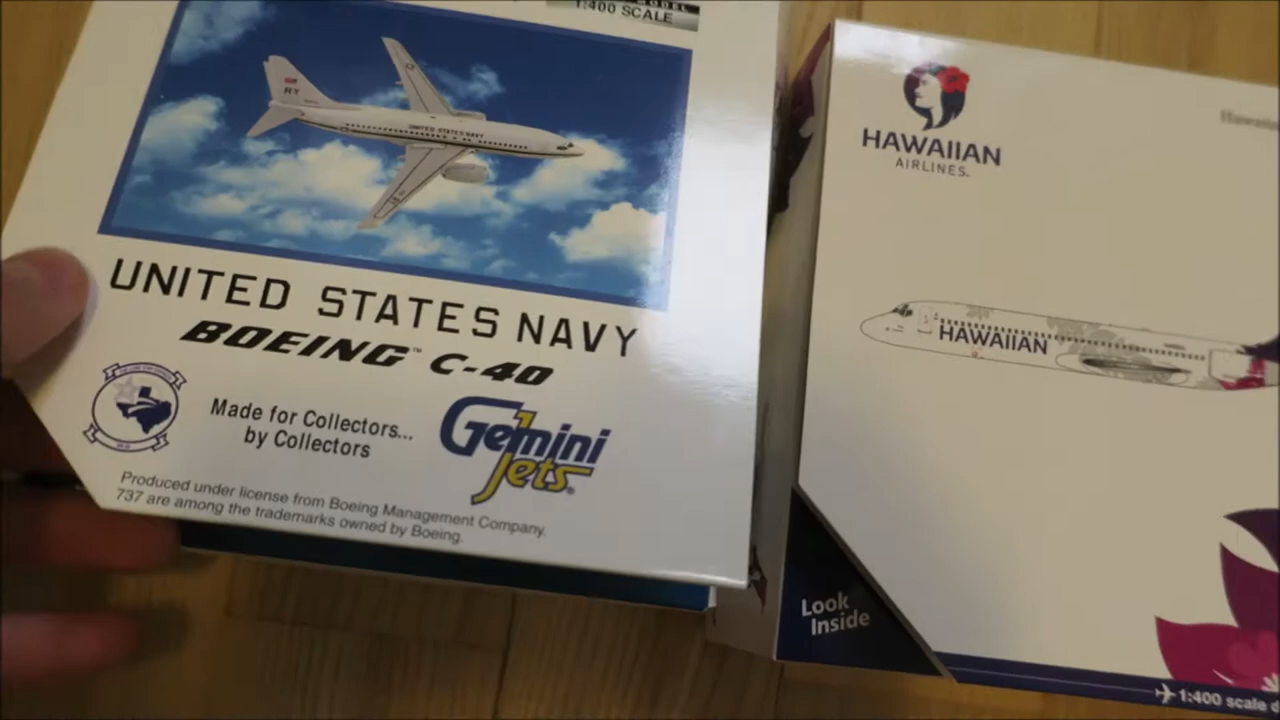 1:400 SCALE
RY
UNITED STATES NAVY
UNITED STATES NAVY
BOEING™ C-40
Made for Collectors...
by Collectors
Gemini
Jets®
Produced under license from Boeing Management Company.
737 are among the trademarks owned by Boeing.
HAWAIIAN
AIRLINES.
HAWAIIAN
Look
Inside
1:400 scale